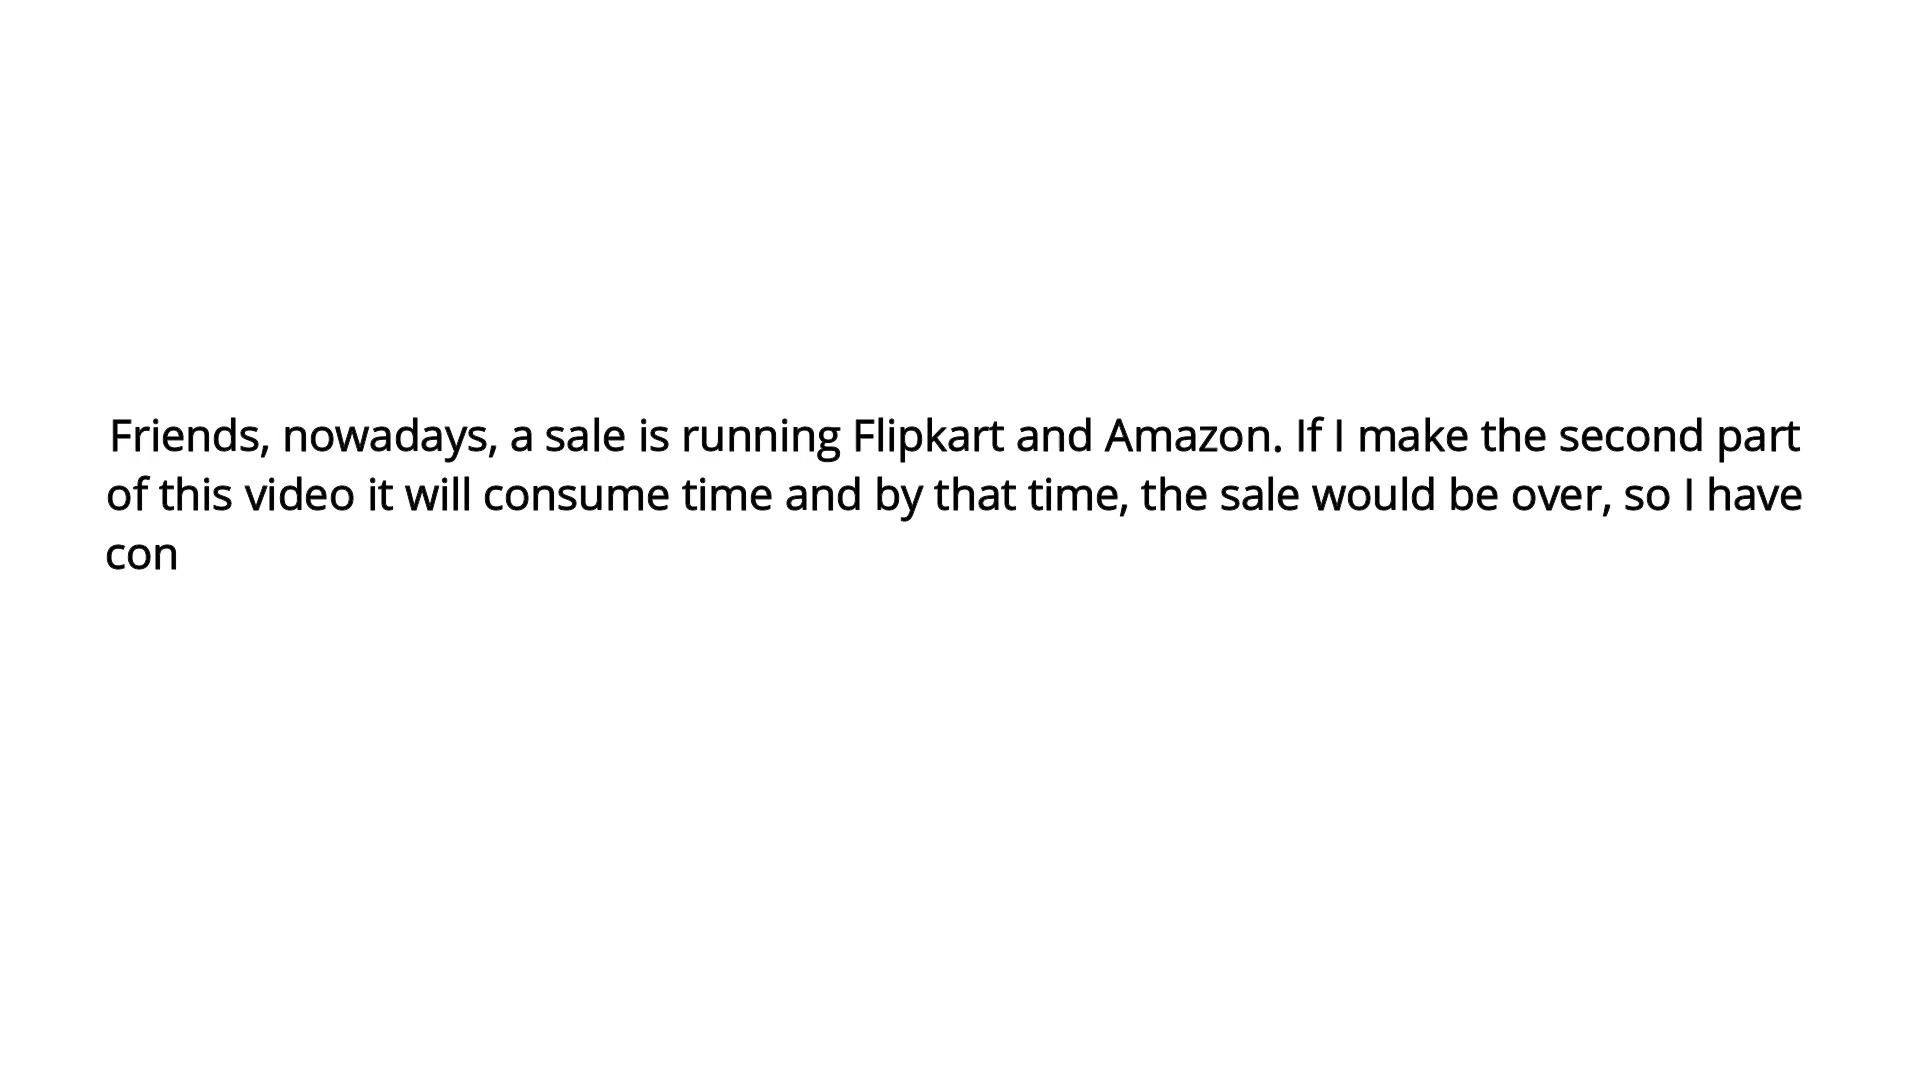 Friends, nowadays, a sale is running Flipkart and Amazon. If I make the second part
of this video it will consume time and by that time, the sale would be over, so I have
con